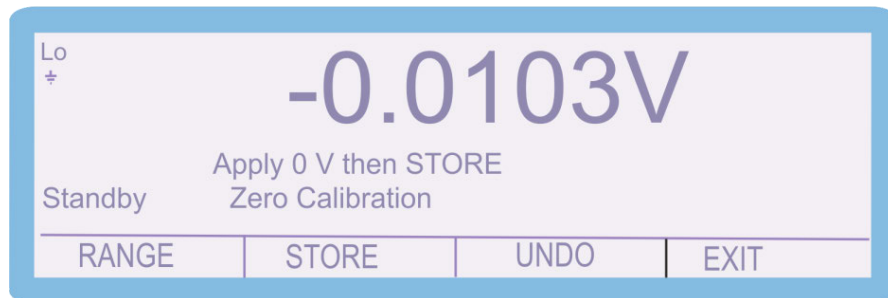 Lo
-0.0103V
Apply 0 V then STORE
Standby Zero Calibration
RANGE STORE UNDO EXIT